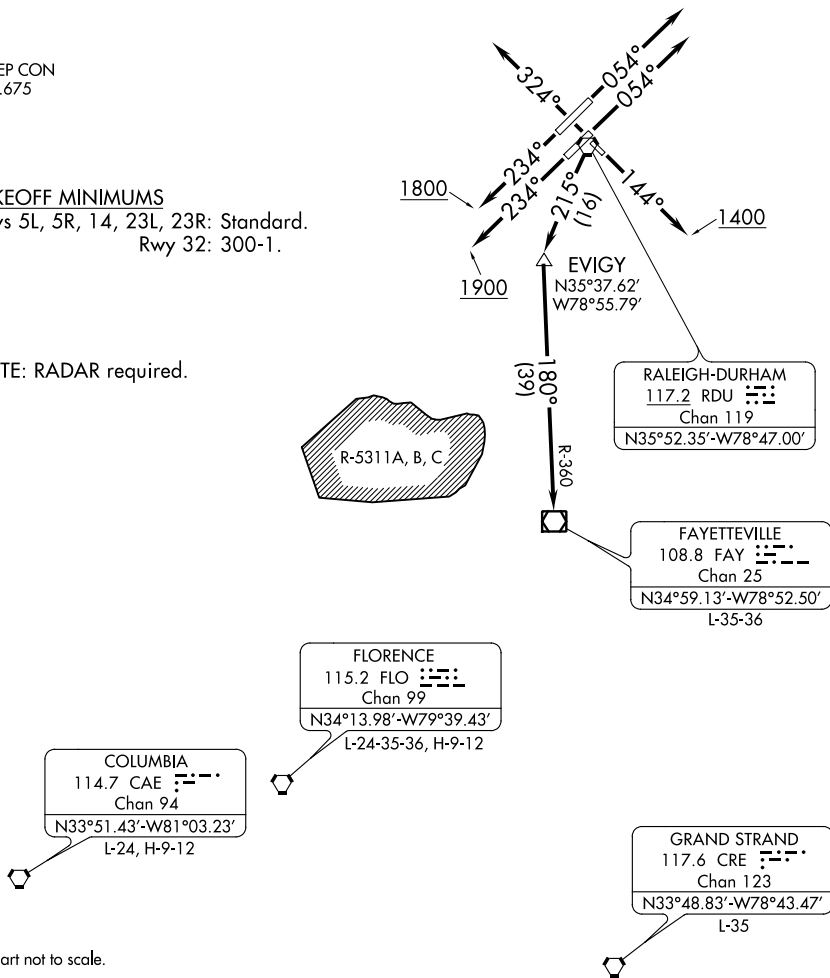 EP CON
.675
KEOFF MINIMUMS
ys 5L, 5R, 14, 23L, 23R: Standard.
Rwy 32: 300-1.
TE: RADAR required.
324°
054°
054°
234°
234°
144°
1800
1900
1400
215°
(16)
EVIGY
N35°37.62'
W78°55.79'
180°
(39)
R-360
RALEIGH-DURHAM
117.2 RDU
Chan 119
N35°52.35'-W78°47.00'
R-5311A, B, C
FAYETTEVILLE
108.8 FAY
Chan 25
N34°59.13'-W78°52.50'
L-35-36
FLORENCE
115.2 FLO
Chan 99
N34°13.98'-W79°39.43'
L-24-35-36, H-9-12
COLUMBIA
114.7 CAE
Chan 94
N33°51.43'-W81°03.23'
L-24, H-9-12
GRAND STRAND
117.6 CRE
Chan 123
N33°48.83'-W78°43.47'
L-35
art not to scale.